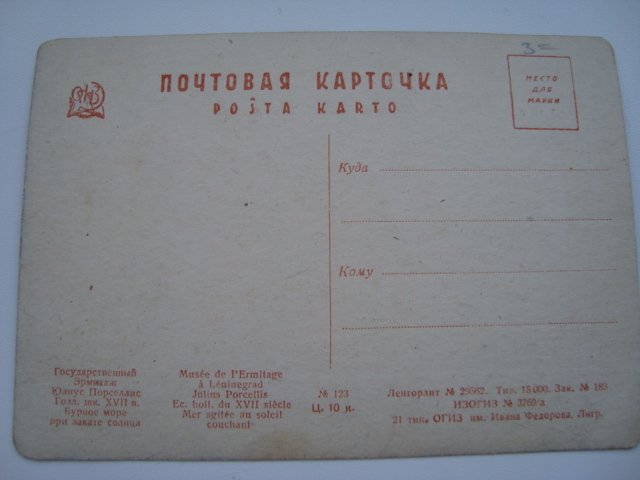 3=
ПОЧТОВАЯ КАРТОЧКА
POŜTA KARTO
МЕСТО
ДЛЯ
МАРКИ
Куда
Кому
Государственный
Эрмитаж
Юлиус Порселлис
Голл. шк. XVII в.
Бурное море
при закате солнца
Musée de l'Ermitage
à Léninegrad
Julius Porcellis
Ec. holl. du XVII siècle
Mer agitée au soleil
couchant
№ 123
Ц. 10 к.
Ленгорлит № 29562. Тир. 15.000. Зак. № 189
ИЗОГИЗ № 3769/д
21 тип. ОГИЗ им. Ивана Федорова, Лнгр.